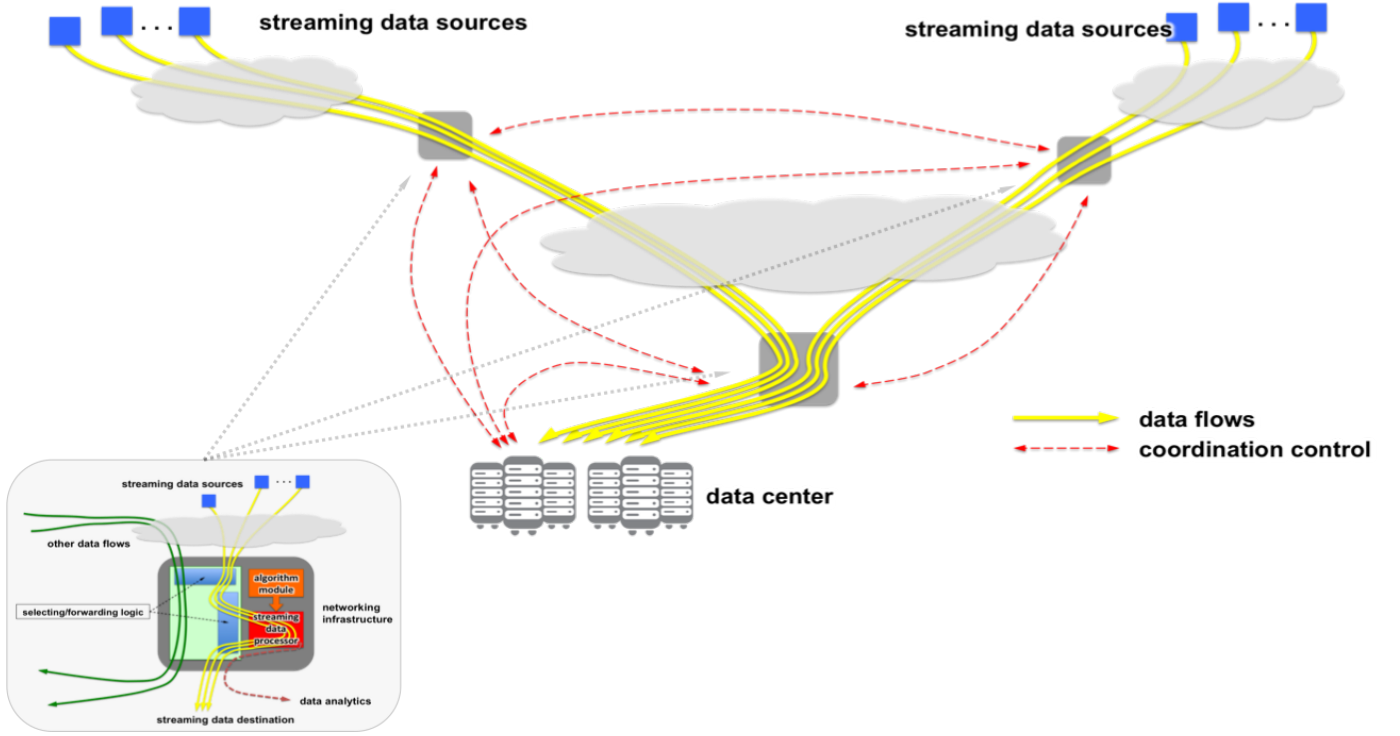 streaming data sources
. . .
streaming data sources
. . .
data flows
coordination control
data center
streaming data sources
. . .
other data flows
algorithm
module
selecting/forwarding logic
networking
infrastructure
streaming
data
processor
data analytics
streaming data destination